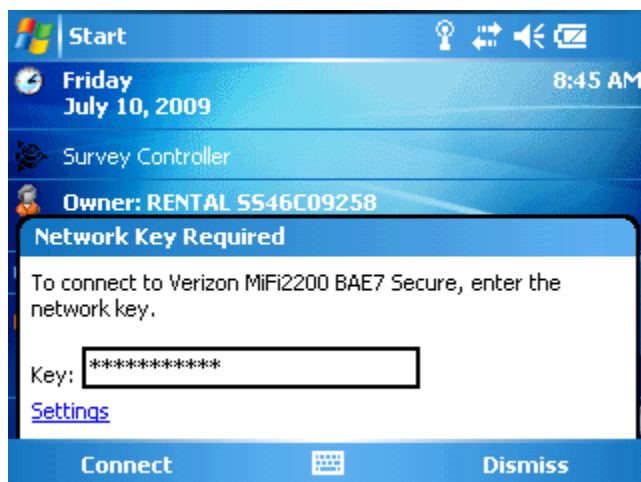 Start
Friday 8:45 AM
July 10, 2009
Survey Controller
Owner: RENTAL SS46C09258
Network Key Required
To connect to Verizon MiFi2200 BAE7 Secure, enter the
network key.
Key: ***********
Settings
Connect Dismiss